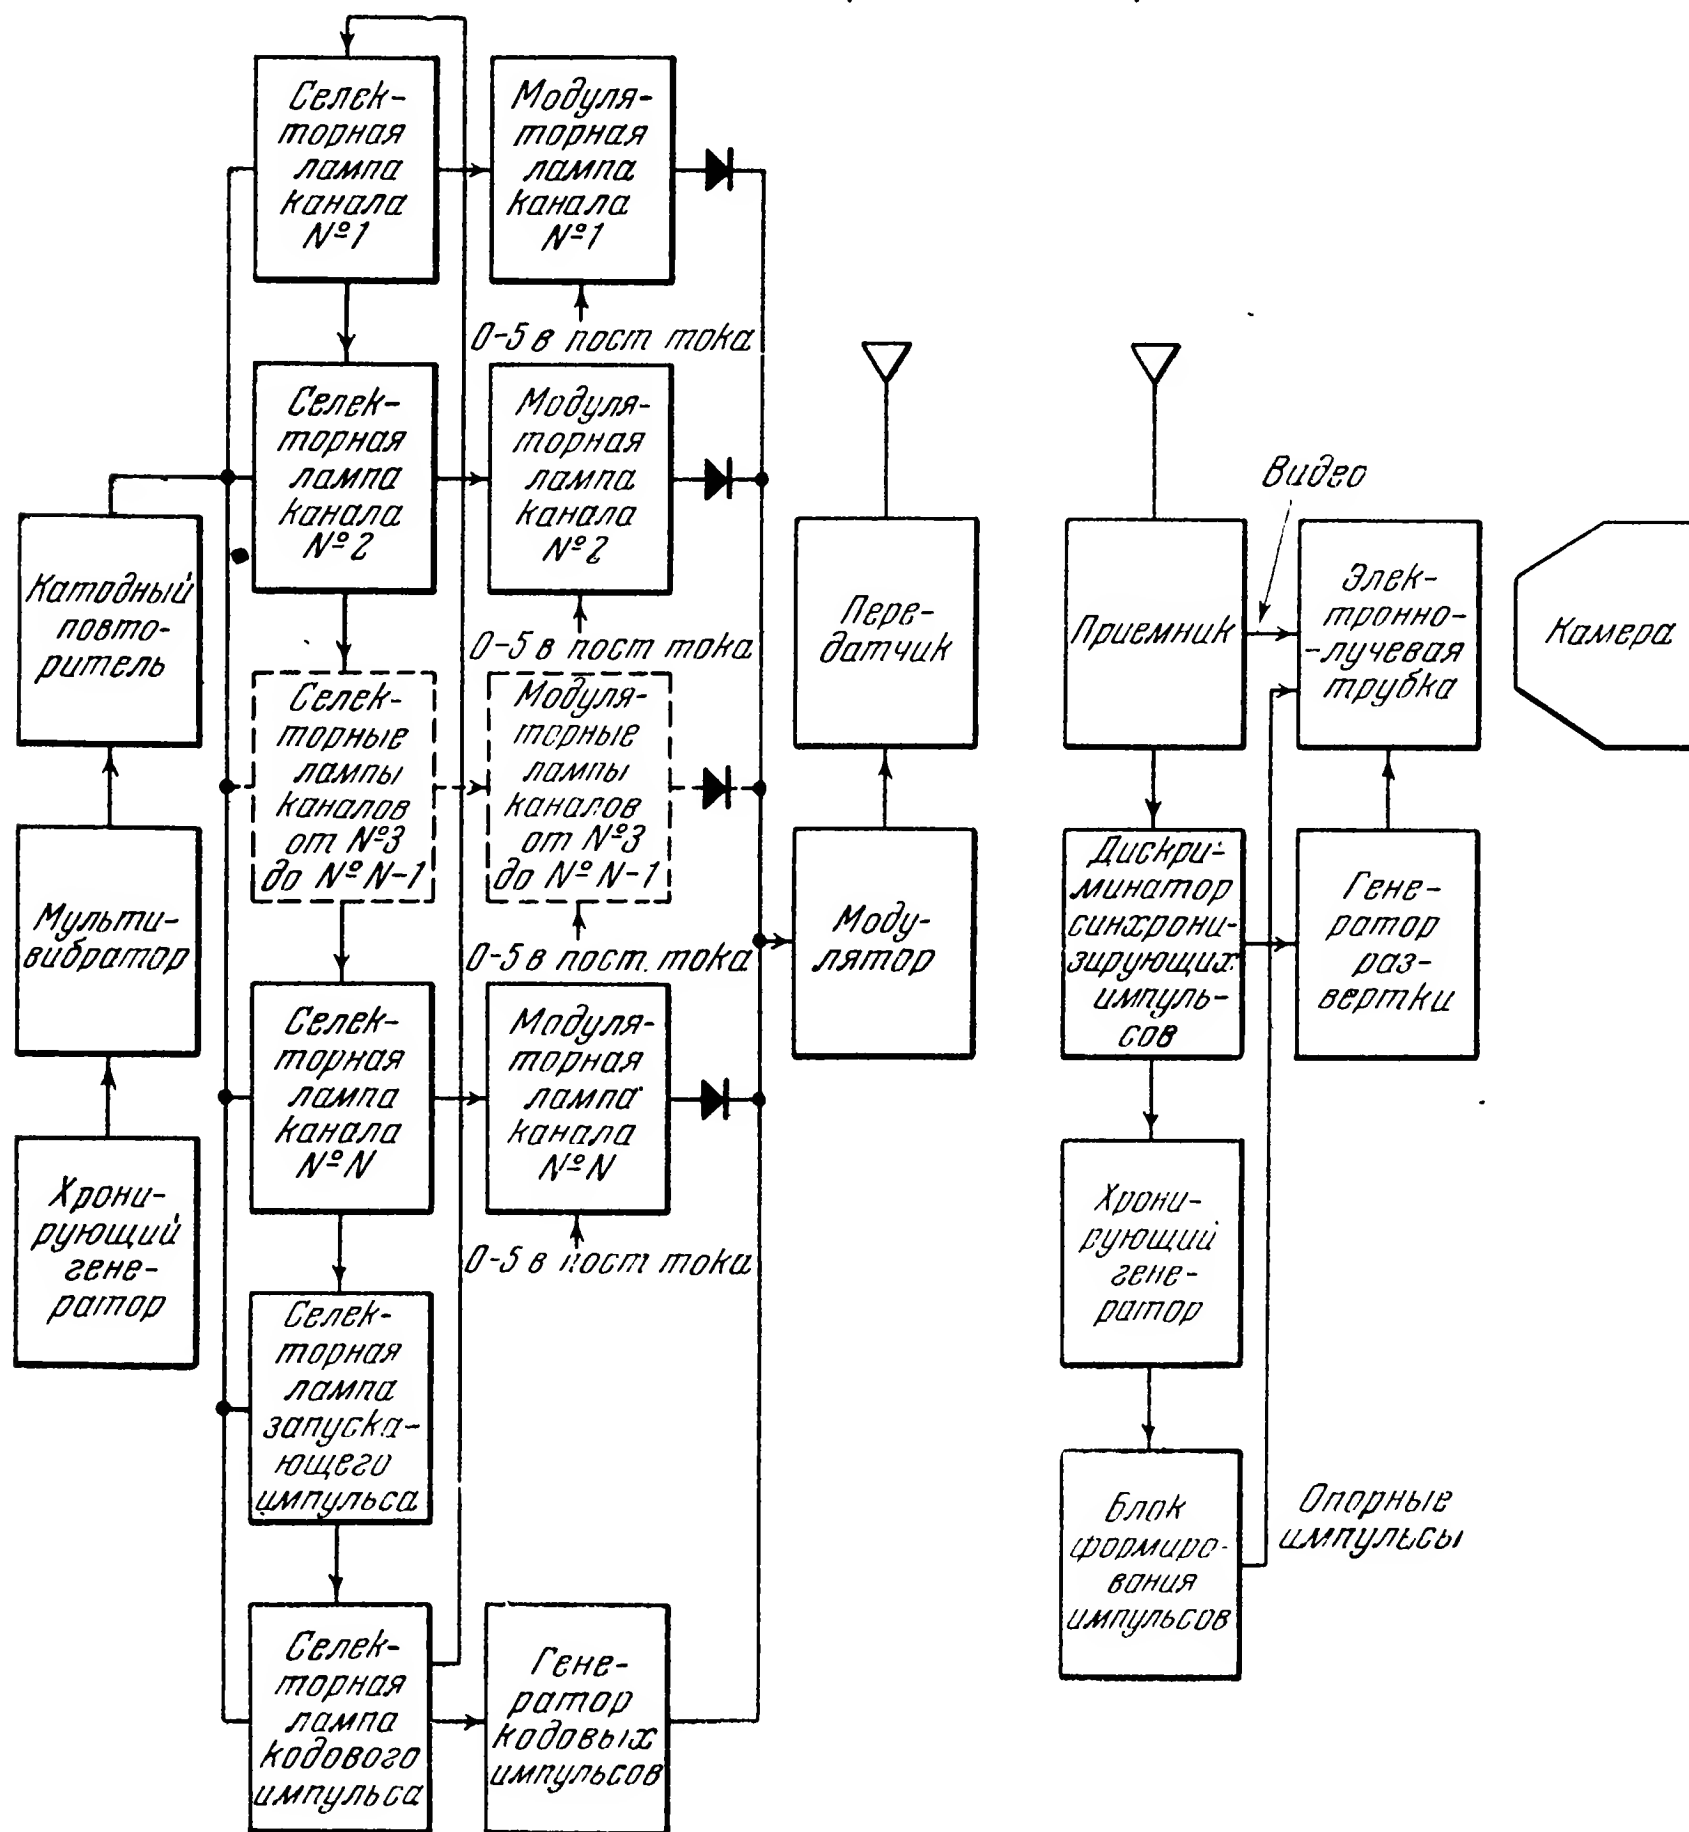 Селек-
торная
лампа
канала
№1
Модуля-
торная
лампа
канала
№1
0-5 в пост тока
Селек-
торная
лампа
канала
№2
Модуля-
торная
лампа
канала
№2
0-5 в пост тока
Катодный
повто-
ритель
Селек-
торные
лампы
каналов
от №3
до № N-1
Модуля-
торные
лампы
каналов
от №3
до № N-1
0-5 в пост. тока
Мульти-
вибратор
Селек-
торная
лампа
канала
№N
Модуля-
торная
лампа
канала
№N
0-5 в пост тока
Хрони-
рующий
гене-
ратор
Селек-
торная
лампа
запуска-
ющего
импульса
Селек-
торная
лампа
кодового
импульса
Гене-
ратор
кодовых
импульсов
Пере-
датчик
Моду-
лятор
Видео
Приемник
Элек-
тронно-
-лучевая
трубка
Камера
Дискри-
минатор
синхрони-
зирующих
импуль-
сов
Гене-
ратор
раз-
вертки
Хрони-
рующий
гене-
ратор
Блок
формиро-
вания
импульсов
Опорные
импульсы